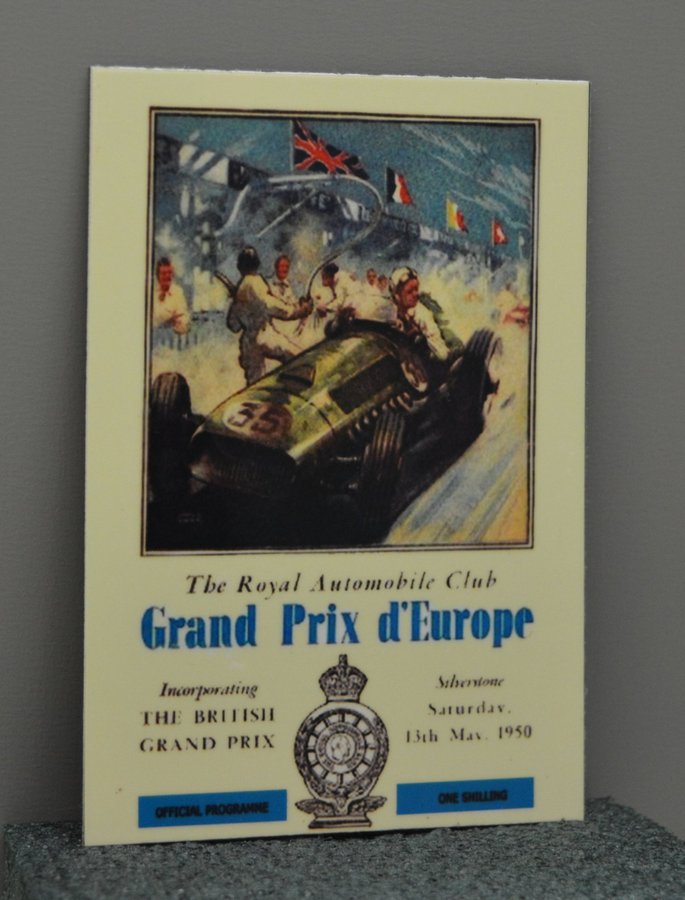 35
The Royal Automobile Club
Grand Prix d'Europe
Incorporating
THE BRITISH
GRAND PRIX
Silverstone
Saturday,
13th May, 1950
OFFICIAL PROGRAMME
ONE SHILLING